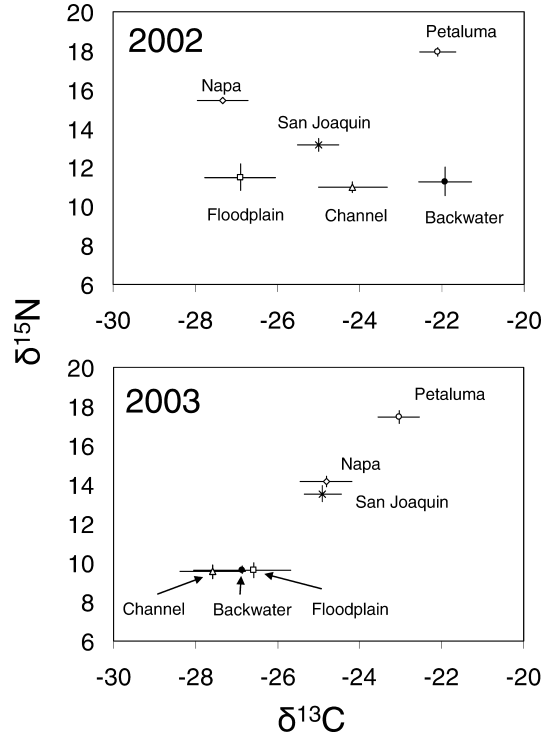 20
2002
Petaluma
18
Napa
16
San Joaquin
14
12
Floodplain Channel Backwater
10
8
6
-30 -28 -26 -24 -22 -20
δ15N
20
2003
Petaluma
18
16
Napa
14
San Joaquin
12
10
Channel Backwater Floodplain
8
6
-30 -28 -26 -24 -22 -20
δ13C